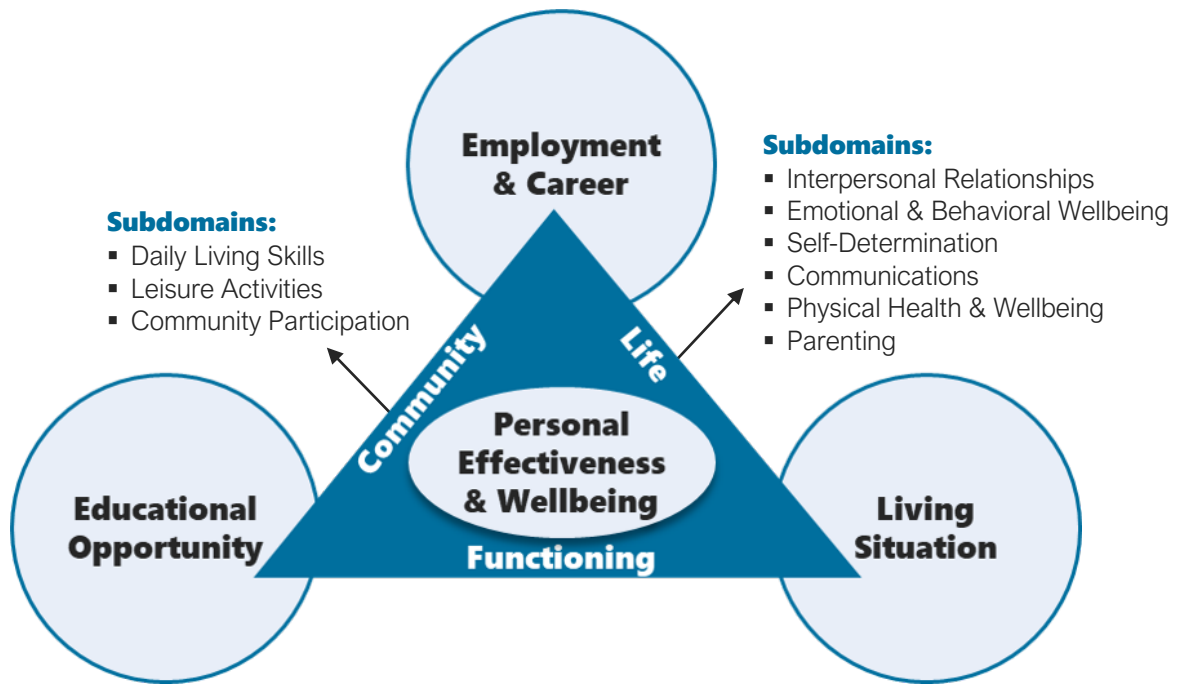 Employment
& Career
Subdomains:
▪ Daily Living Skills
▪ Leisure Activities
▪ Community Participation
Subdomains:
▪ Interpersonal Relationships
▪ Emotional & Behavioral Wellbeing
▪ Self-Determination
▪ Communications
▪ Physical Health & Wellbeing
▪ Parenting
Community
Life
Functioning
Personal
Effectiveness
& Wellbeing
Educational
Opportunity
Living
Situation